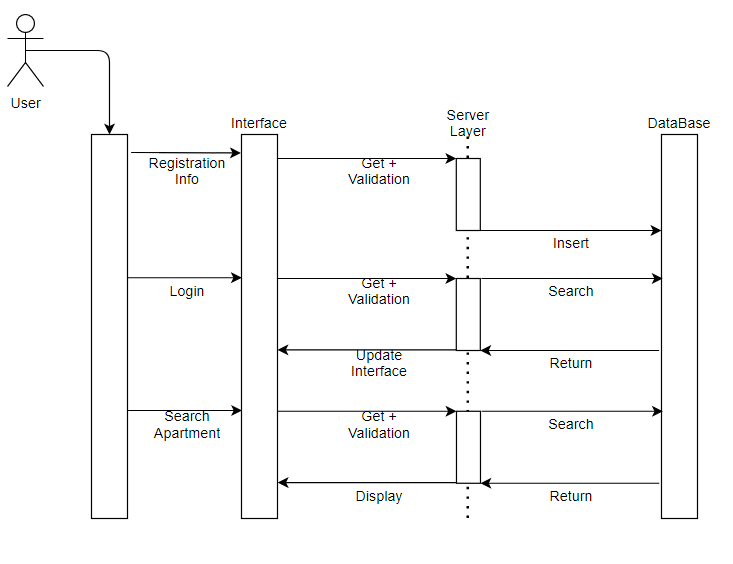 User
Interface
Server
Layer
DataBase
Registration
Info
Get +
Validation
Insert
Login
Get +
Validation
Search
Update
Interface
Return
Search
Apartment
Get +
Validation
Search
Display
Return